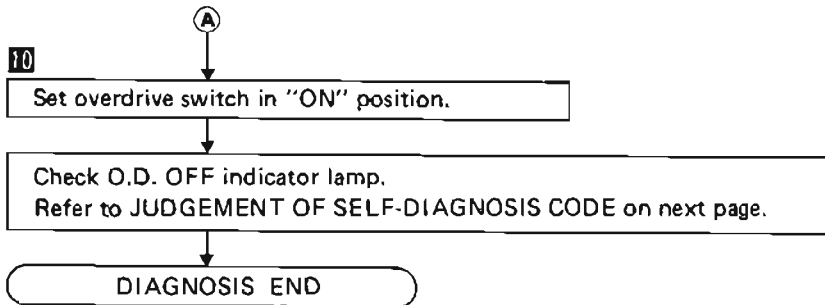 A
10
Set overdrive switch in "ON" position.
Check O.D. OFF indicator lamp.
Refer to JUDGEMENT OF SELF-DIAGNOSIS CODE on next page.
DIAGNOSIS END